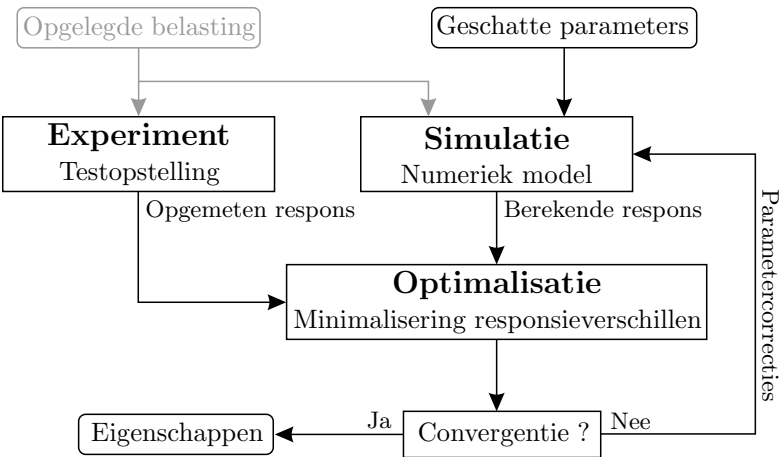 Opgelegde belasting
Geschatte parameters
Experiment
Testopstelling
Simulatie
Numeriek model
Opgemeten respons
Berekende respons
Parametercorrecties
Optimalisatie
Minimalisering responsieverschillen
Eigenschappen
Ja
Convergentie ?
Nee